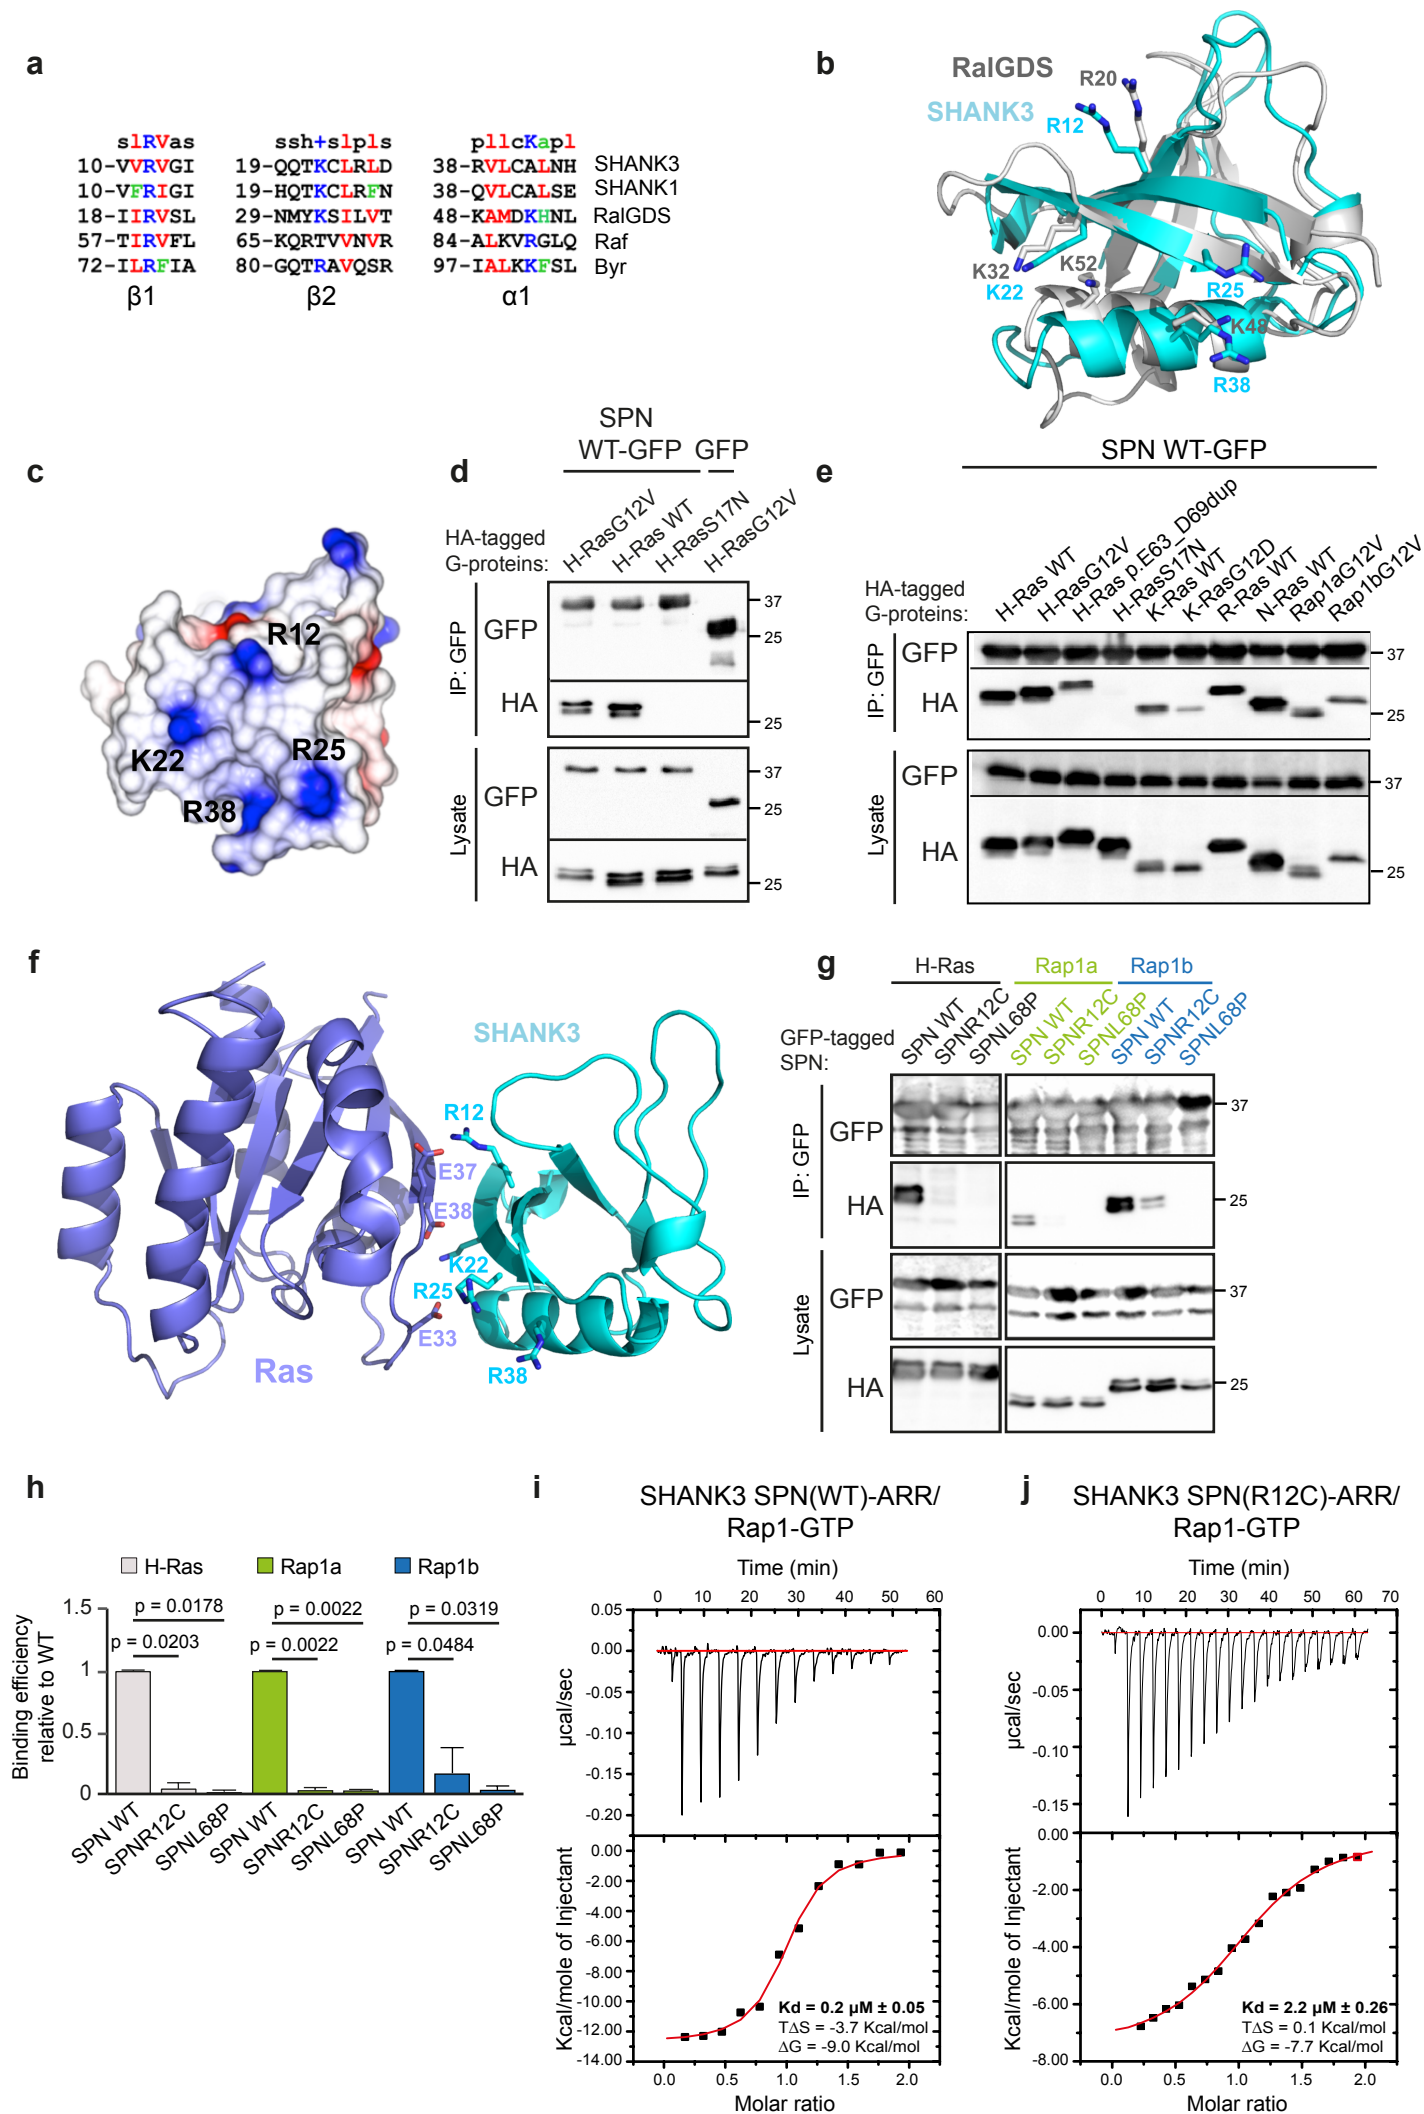 a
slRVas sshslpls pllcKapl
10-VVRVGI 19-QQTKCLRLD 38-RVLCALNH SHANK3
10-VFRIGI 19-HQTKCLRFN 38-QVLCALSE SHANK1
18-IIRVSL 29-NMYKSILVT 48-KAMDKHNL RalGDS
57-TIRVFL 65-KQRTVVNVR 84-ALKVRGLQ Raf
72-ILRFIA 80-GQTRAVQSR 97-IALKKFSL Byr
β1 β2 α1
b
RalGDS
SHANK3
R20
R12
K32
K22
K52
R25
K48
R38
c
R12
K22
R25
R38
d
SPN
WT-GFP GFP
HA-tagged
G-proteins:
H-RasG12V
H-Ras WT
H-RasS17N
H-RasG12V
IP: GFP
GFP
HA
37
25
25
Lysate
GFP
HA
37
25
25
e
SPN WT-GFP
HA-tagged
G-proteins:
H-Ras WT
H-RasG12V
H-Ras p.E63_D69dup
H-RasS17N
K-Ras WT
K-RasG12D
R-Ras WT
N-Ras WT
Rap1aG12V
Rap1bG12V
IP: GFP
GFP
HA
37
25
Lysate
GFP
HA
37
25
f
SHANK3
R12
E37
E38
K22
R25
E33
R38
Ras
g
H-Ras Rap1a Rap1b
GFP-tagged
SPN:
SPN WT
SPNR12C
SPNL68P
SPN WT
SPNR12C
SPNL68P
SPN WT
SPNR12C
SPNL68P
IP: GFP
GFP
HA
37
25
Lysate
GFP
HA
37
25
h
H-Ras Rap1a Rap1b
Binding efficiency
relative to WT
1.5
1
0.5
0
p = 0.0178 p = 0.0022 p = 0.0319
p = 0.0203 p = 0.0022 p = 0.0484
SPN WT
SPNR12C
SPNL68P
SPN WT
SPNR12C
SPNL68P
SPN WT
SPNR12C
SPNL68P
i
SHANK3 SPN(WT)-ARR/
Rap1-GTP
Time (min)
0 10 20 30 40 50 60
0.05
0.00
-0.05
-0.10
-0.15
-0.20
µcal/sec
0.00
-2.00
-4.00
-6.00
-8.00
-10.00
-12.00
-14.00
Kcal/mole of Injectant
Kd = 0.2 µM ± 0.05
TΔS = -3.7 Kcal/mol
ΔG = -9.0 Kcal/mol
0.0 0.5 1.0 1.5 2.0
Molar ratio
j
SHANK3 SPN(R12C)-ARR/
Rap1-GTP
Time (min)
0 10 20 30 40 50 60 70
0.00
-0.05
-0.10
-0.15
µcal/sec
0.00
-2.00
-4.00
-6.00
-8.00
Kcal/mole of Injectant
Kd = 2.2 µM ± 0.26
TΔS = 0.1 Kcal/mol
ΔG = -7.7 Kcal/mol
0.0 0.5 1.0 1.5 2.0
Molar ratio